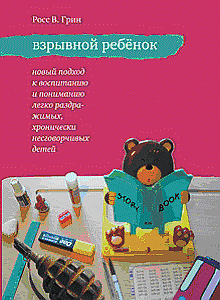 Росс В. Грин
взрывной ребёнок
новый подход
к воспитанию
и пониманию
легко раздра-
жимых,
хронически
несговорчивых
детей
STORY BOOK